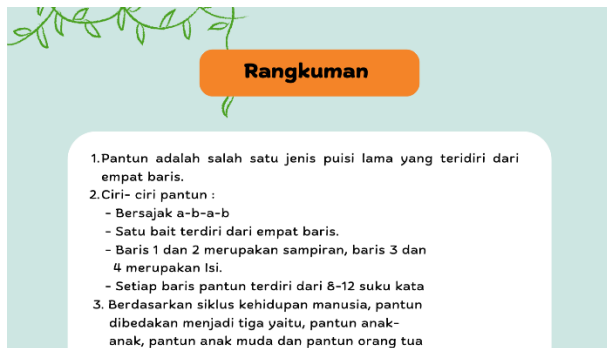 Rangkuman
1.Pantun adalah salah satu jenis puisi lama yang teridiri dari
empat baris.
2.Ciri- ciri pantun :
- Bersajak a-b-a-b
- Satu bait terdiri dari empat baris.
- Baris 1 dan 2 merupakan sampiran, baris 3 dan
4 merupakan Isi.
- Setiap baris pantun terdiri dari 8-12 suku kata
3. Berdasarkan siklus kehidupan manusia, pantun
dibedakan menjadi tiga yaitu, pantun anak-
anak, pantun anak muda dan pantun orang tua